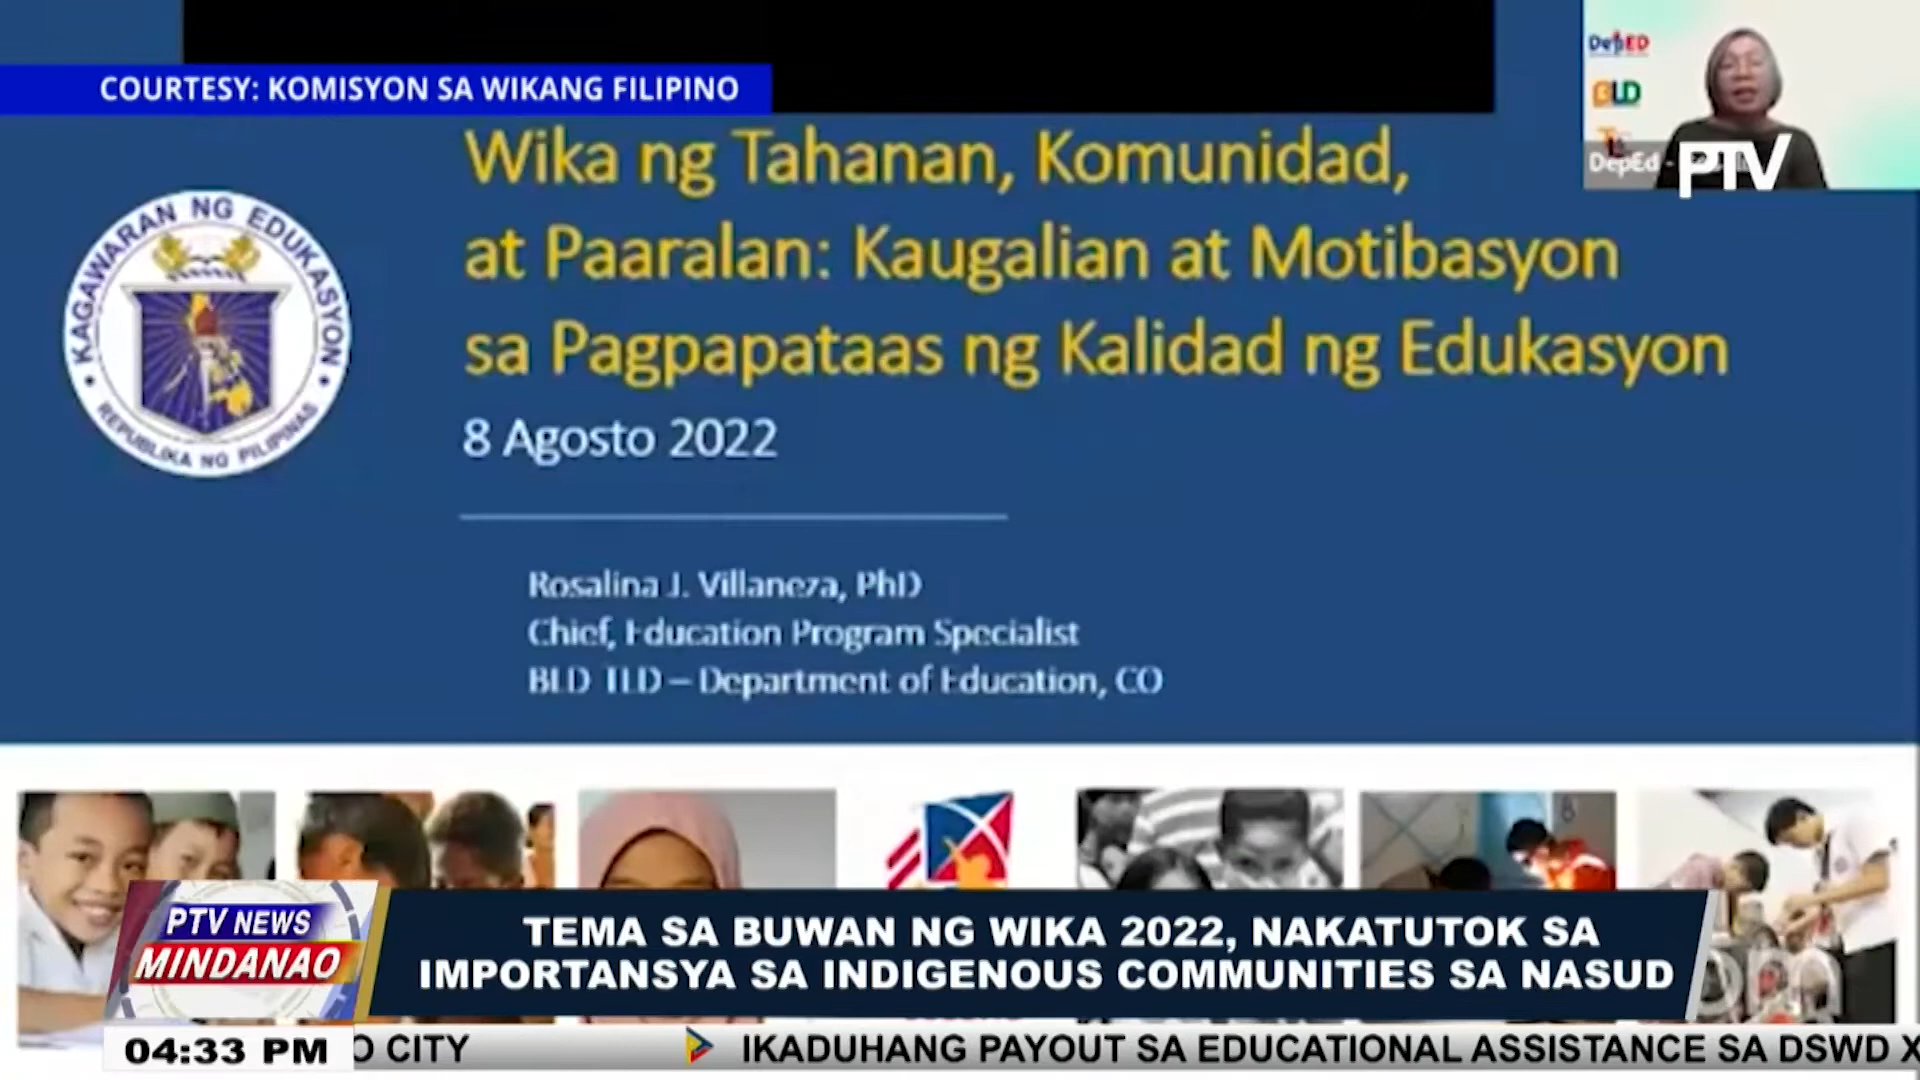 COURTESY: KOMISYON SA WIKANG FILIPINO
DepED
BLD
DepEd -
PTV
KAGAWARAN NG EDUKASYON
REPUBLIKA NG PILIPINAS
Wika ng Tahanan, Komunidad,
at Paaralan: Kaugalian at Motibasyon
sa Pagpapataas ng Kalidad ng Edukasyon
8 Agosto 2022
Rosalina J. Villaneza, PhD
Chief, Education Program Specialist
BLD TLD – Department of Education, CO
PTV NEWS
MINDANAO
TEMA SA BUWAN NG WIKA 2022, NAKATUTOK SA
IMPORTANSYA SA INDIGENOUS COMMUNITIES SA NASUD
04:33 PM
O CITY
IKADUHANG PAYOUT SA EDUCATIONAL ASSISTANCE SA DSWD X